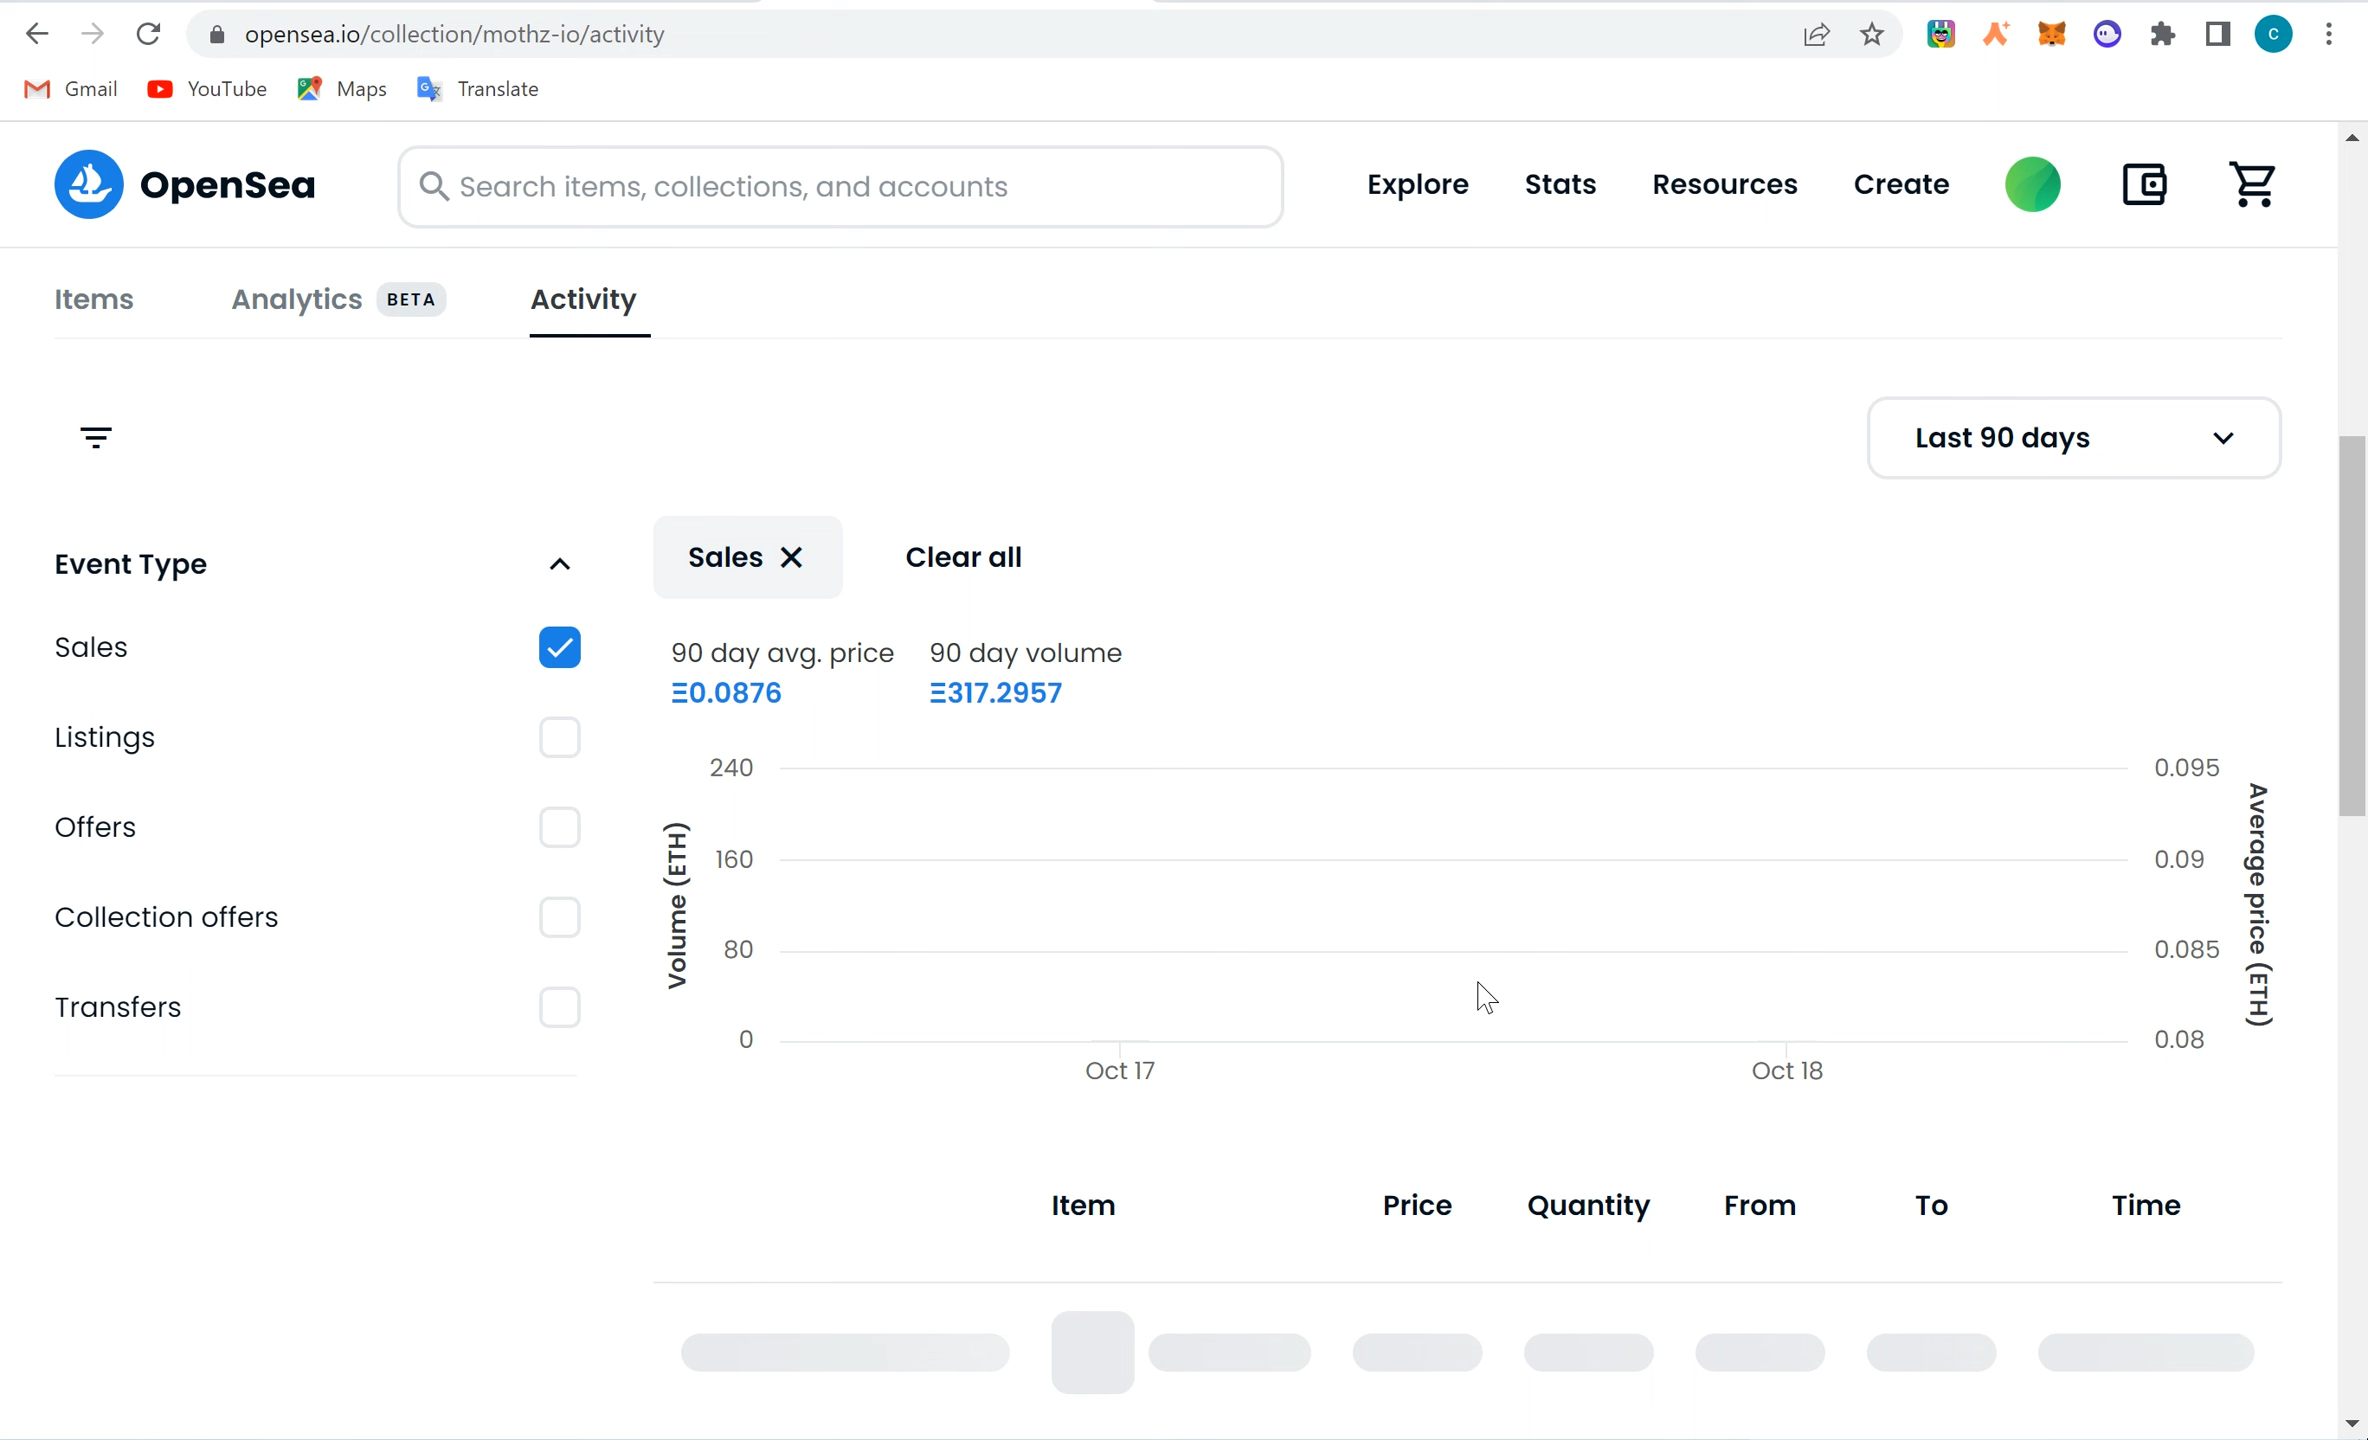 opensea.io/collection/mothz-io/activity
C
Gmail YouTube Maps Translate
OpenSea Search items, collections, and accounts Explore Stats Resources Create
Items Analytics BETA Activity
Last 90 days
Sales Clear all
Event Type
Sales
Listings
Offers
Collection offers
Transfers
90 day avg. price 90 day volume
Ξ0.0876 Ξ317.2957
Volume (ETH)
240
160
80
0
0.095
0.09
0.085
0.08
Average price (ETH)
Oct 17 Oct 18
Item Price Quantity From To Time